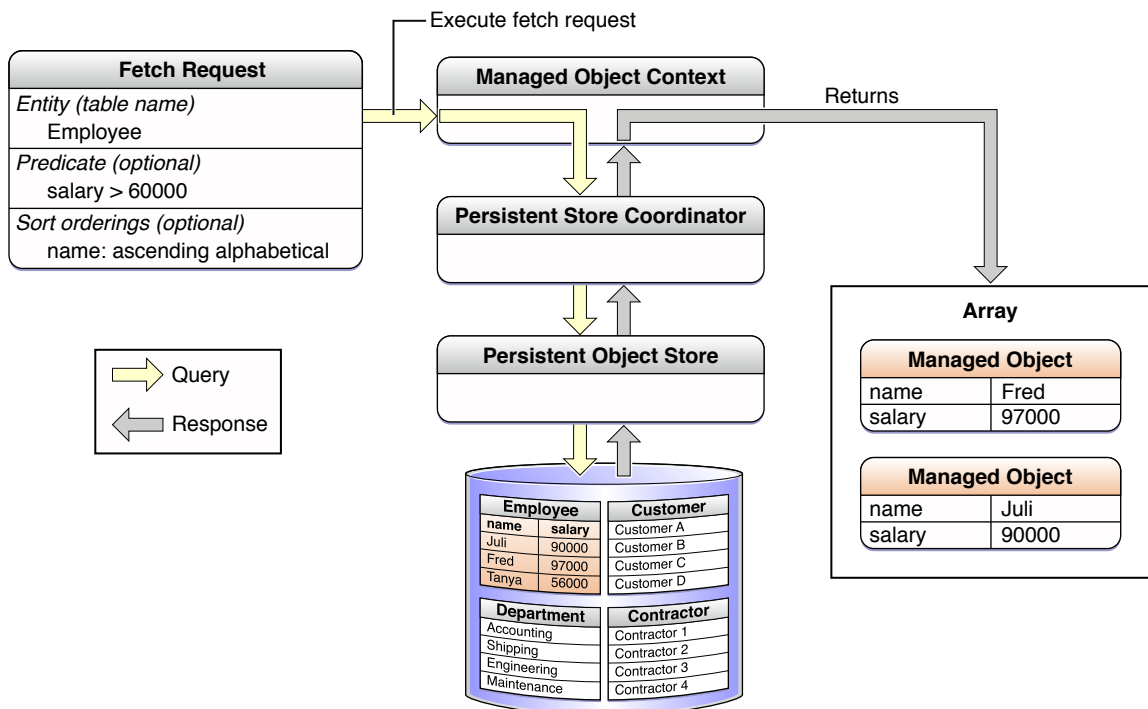 Execute fetch request
Fetch Request
Entity (table name)
Employee
Predicate (optional)
salary > 60000
Sort orderings (optional)
name: ascending alphabetical
Managed Object Context
Returns
Persistent Store Coordinator
Persistent Object Store
Query
Response
Array
Managed Object
name Fred
salary 97000
Managed Object
name Juli
salary 90000
Employee
name salary
Juli 90000
Fred 97000
Tanya 56000
Customer
Customer A
Customer B
Customer C
Customer D
Department
Accounting
Shipping
Engineering
Maintenance
Contractor
Contractor 1
Contractor 2
Contractor 3
Contractor 4